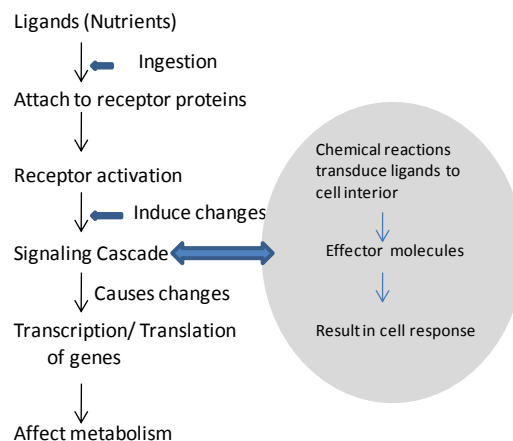 Ligands (Nutrients)
Ingestion
Attach to receptor proteins
Receptor activation
Induce changes
Signaling Cascade
Causes changes
Transcription/ Translation
of genes
Affect metabolism
Chemical reactions
transduce ligands to
cell interior
Effector molecules
Result in cell response